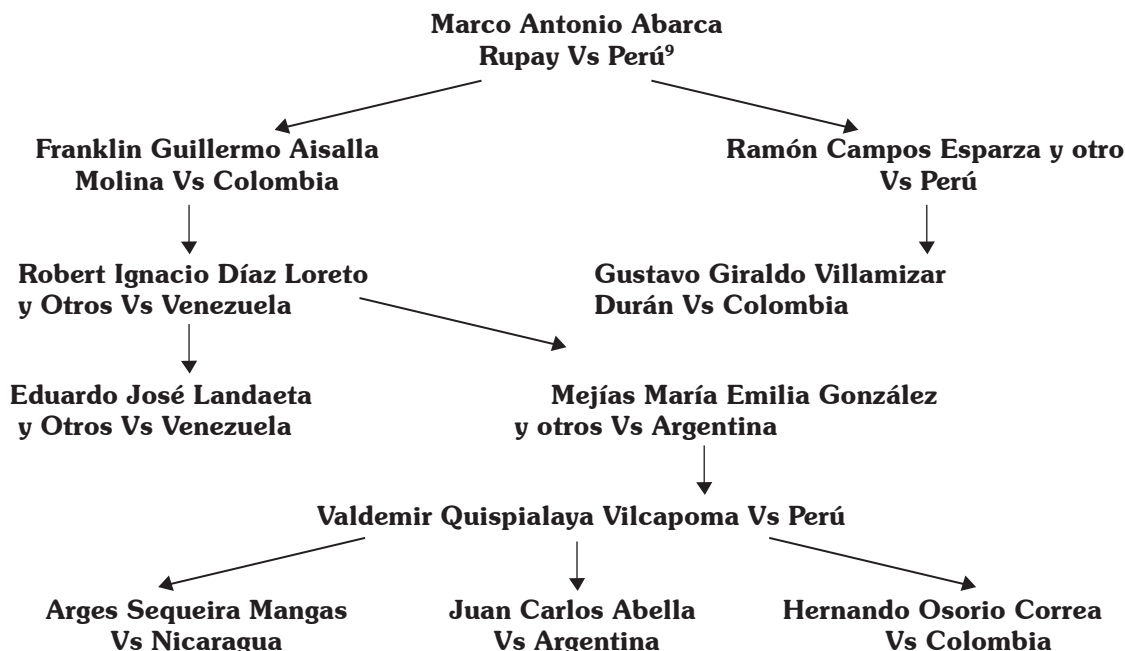 Marco Antonio Abarca
Rupay Vs Perú⁹
Franklin Guillermo Aisalla
Molina Vs Colombia
Ramón Campos Esparza y otro
Vs Perú
Robert Ignacio Díaz Loreto
y Otros Vs Venezuela
Gustavo Giraldo Villamizar
Durán Vs Colombia
Eduardo José Landaeta
y Otros Vs Venezuela
Mejías María Emilia González
y otros Vs Argentina
Valdemir Quispialaya Vilcapoma Vs Perú
Arges Sequeira Mangas
Vs Nicaragua
Juan Carlos Abella
Vs Argentina
Hernando Osorio Correa
Vs Colombia